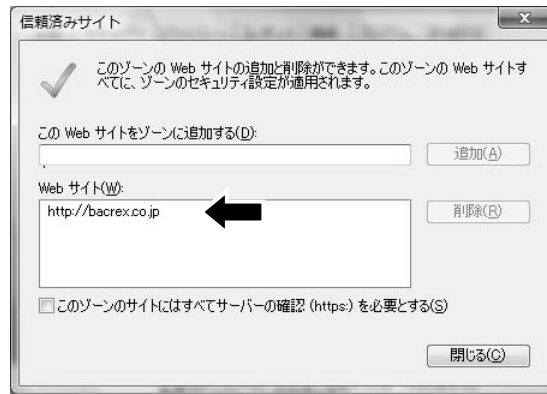 信頼済みサイト
このゾーンの Web サイトの追加と削除ができます。このゾーンの Web サイトす
べてに、ゾーンのセキュリティ設定が適用されます。
この Web サイトをゾーンに追加する(D):
追加(A)
Web サイト(W):
http://bacrex.co.jp
削除(R)
このゾーンのサイトにはすべてサーバーの確認 (https:) を必要とする(S)
閉じる(C)